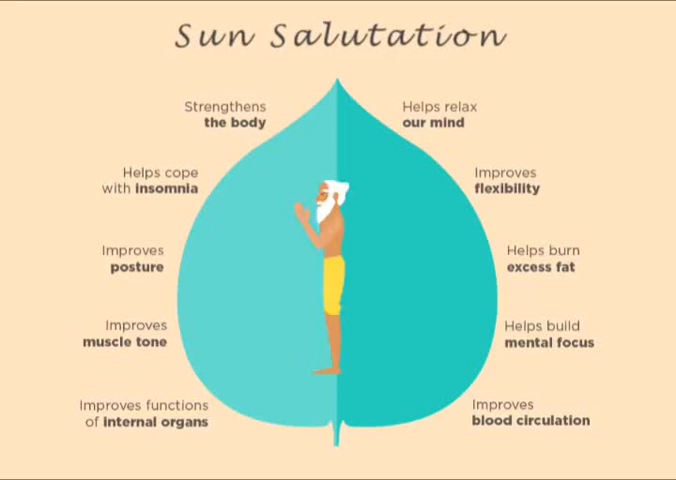 Sun Salutation
Strengthens
the body
Helps cope
with insomnia
Improves
posture
Improves
muscle tone
Improves functions
of internal organs
Helps relax
our mind
Improves
flexibility
Helps burn
excess fat
Helps build
mental focus
Improves
blood circulation